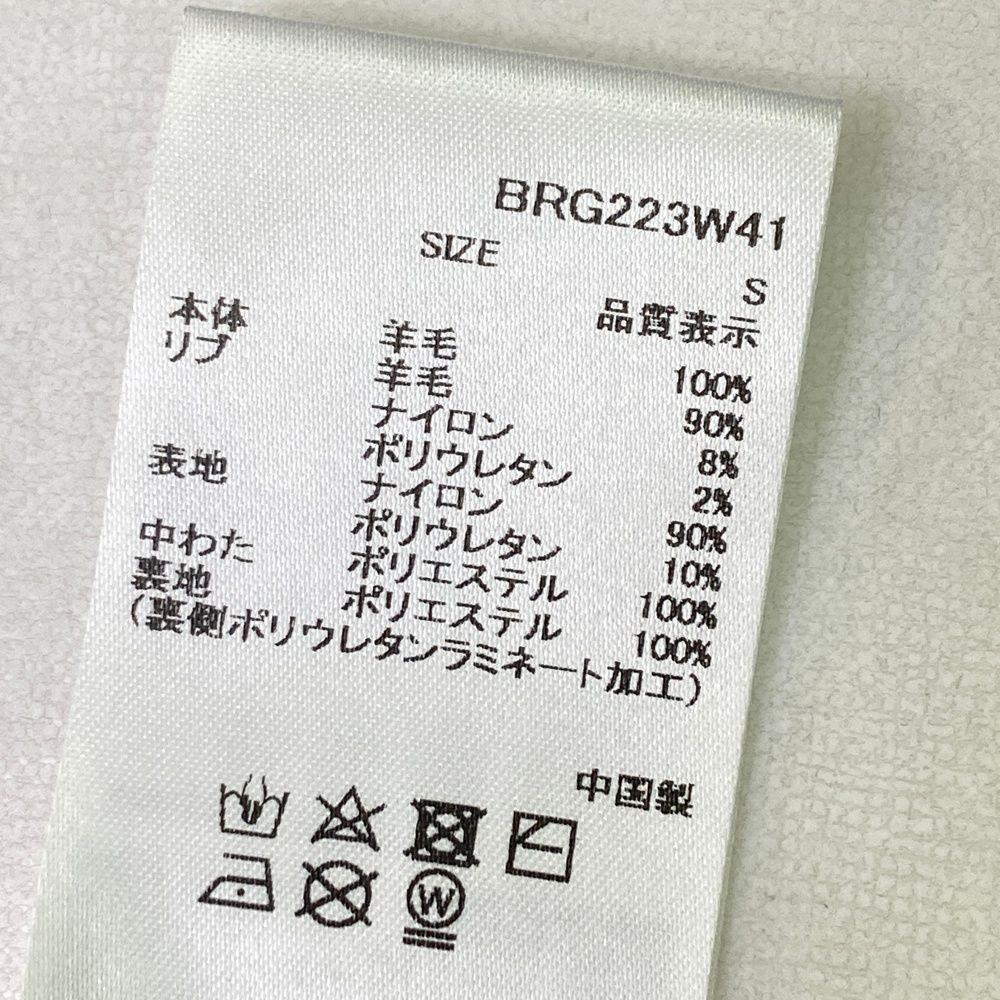 BRG223W41
SIZE S
品質表示
本体 羊毛 100%
リブ 羊毛 90%
ナイロン 8%
ポリウレタン 2%
表地 ナイロン 90%
ポリウレタン 10%
中わた ポリエステル 100%
裏地 ポリエステル 100%
(裏側ポリウレタンラミネート加工)
中国製
W